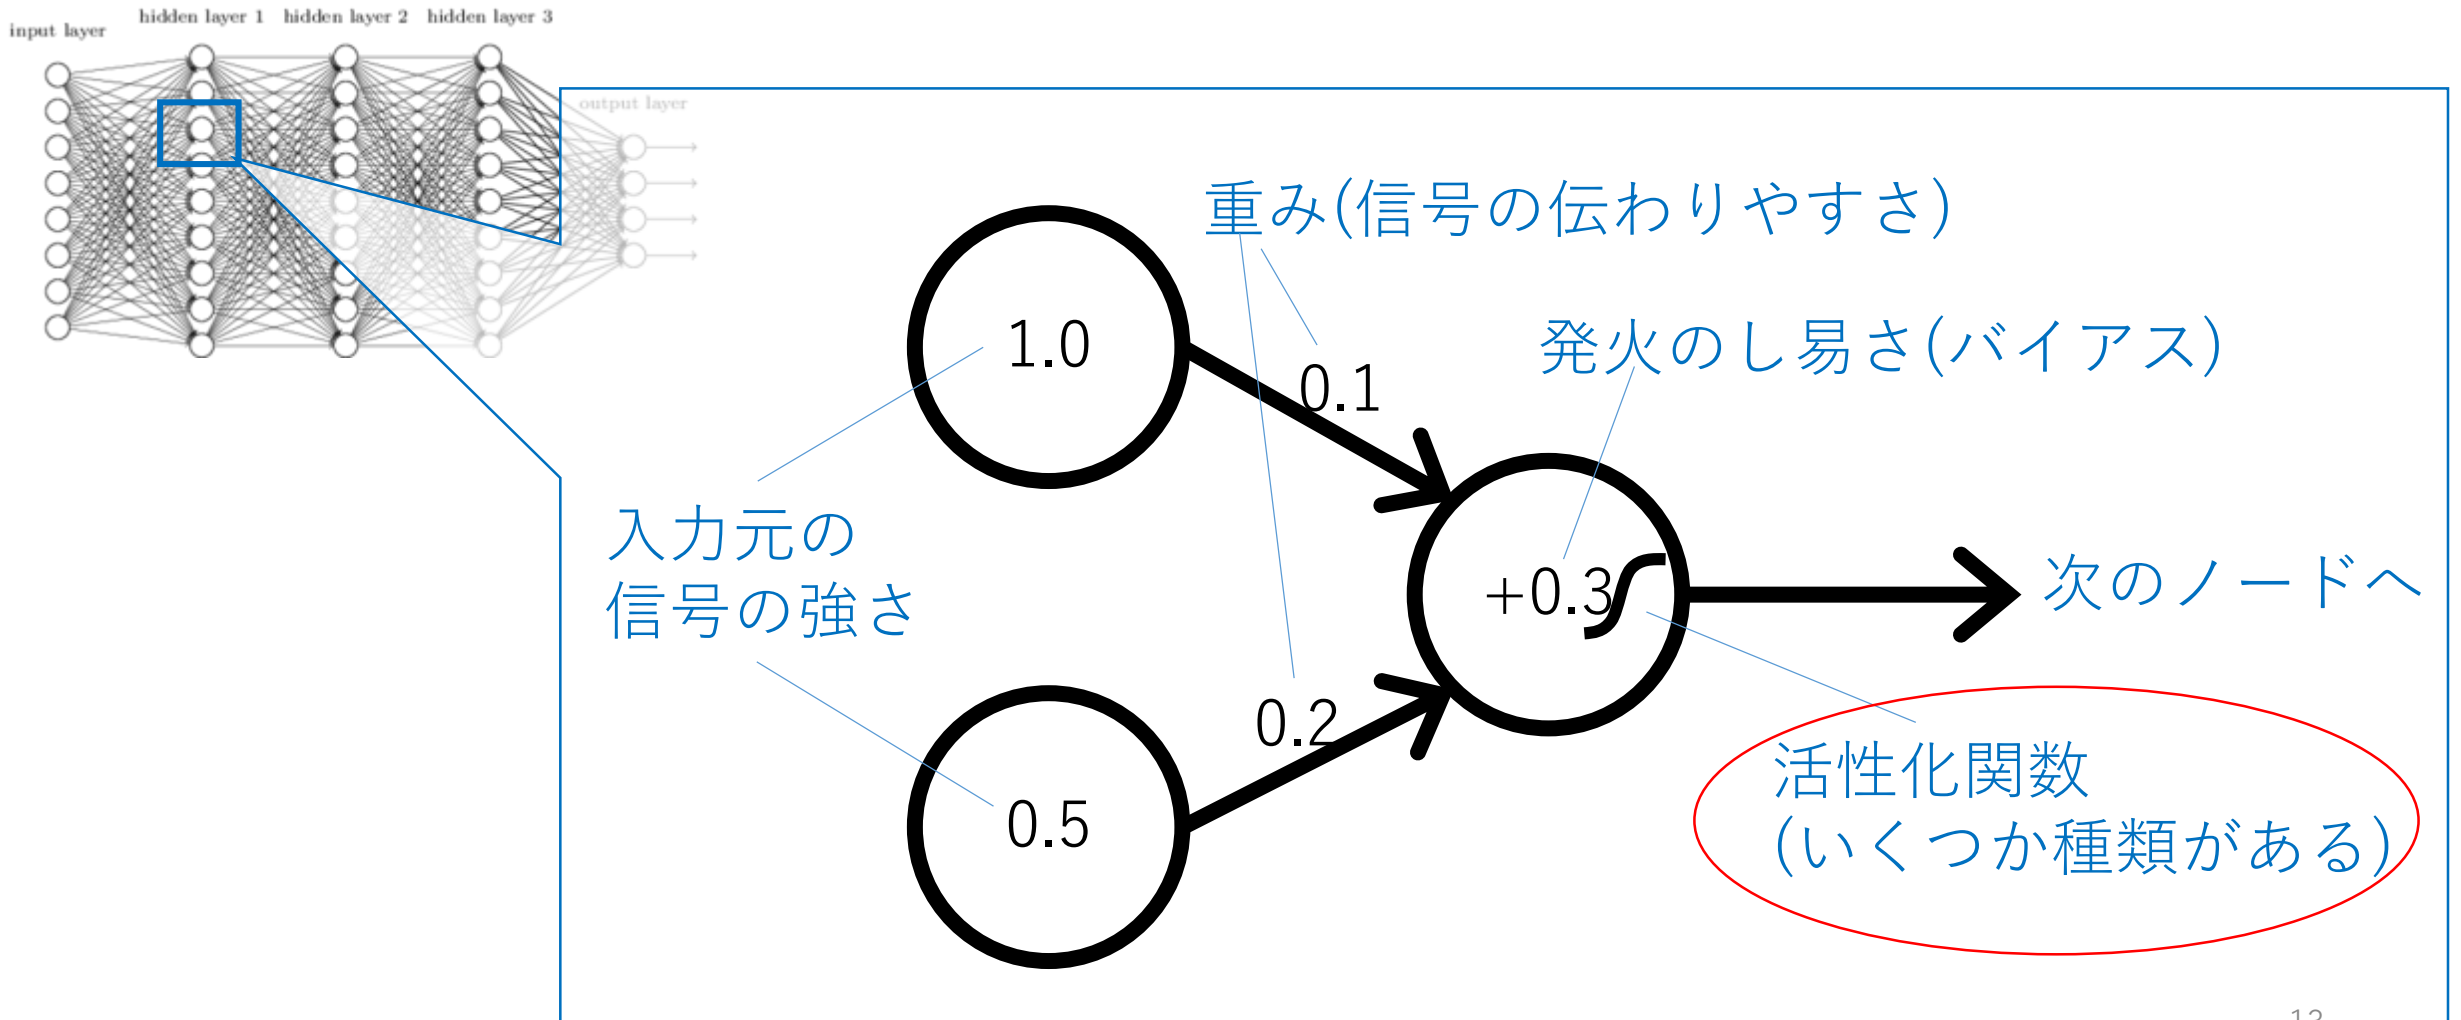 hidden layer 1 hidden layer 2 hidden layer 3
input layer
output layer
重み(信号の伝わりやすさ)
1.0
発火のし易さ(バイアス)
0.1
入力元の
信号の強さ
+0.3
次のノードへ
0.2
活性化関数
(いくつか種類がある)
0.5
12